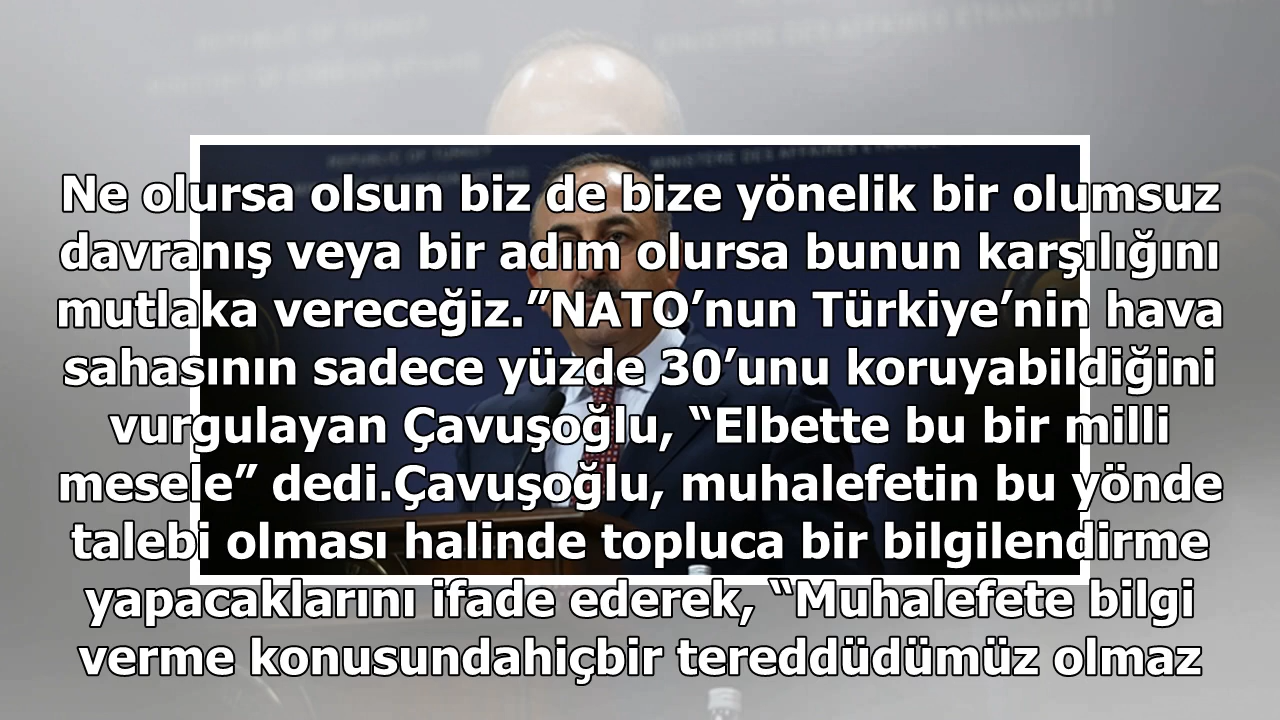 Ne olursa olsun biz de bize yönelik bir olumsuz
davranış veya bir adım olursa bunun karşılığını
mutlaka vereceğiz.”NATO’nun Türkiye’nin hava
sahasının sadece yüzde 30’unu koruyabildiğini
vurgulayan Çavuşoğlu, “Elbette bu bir milli
mesele” dedi.Çavuşoğlu, muhalefetin bu yönde
talebi olması halinde topluca bir bilgilendirme
yapacaklarını ifade ederek, “Muhalefete bilgi
verme konusundahiçbir tereddüdümüz olmaz